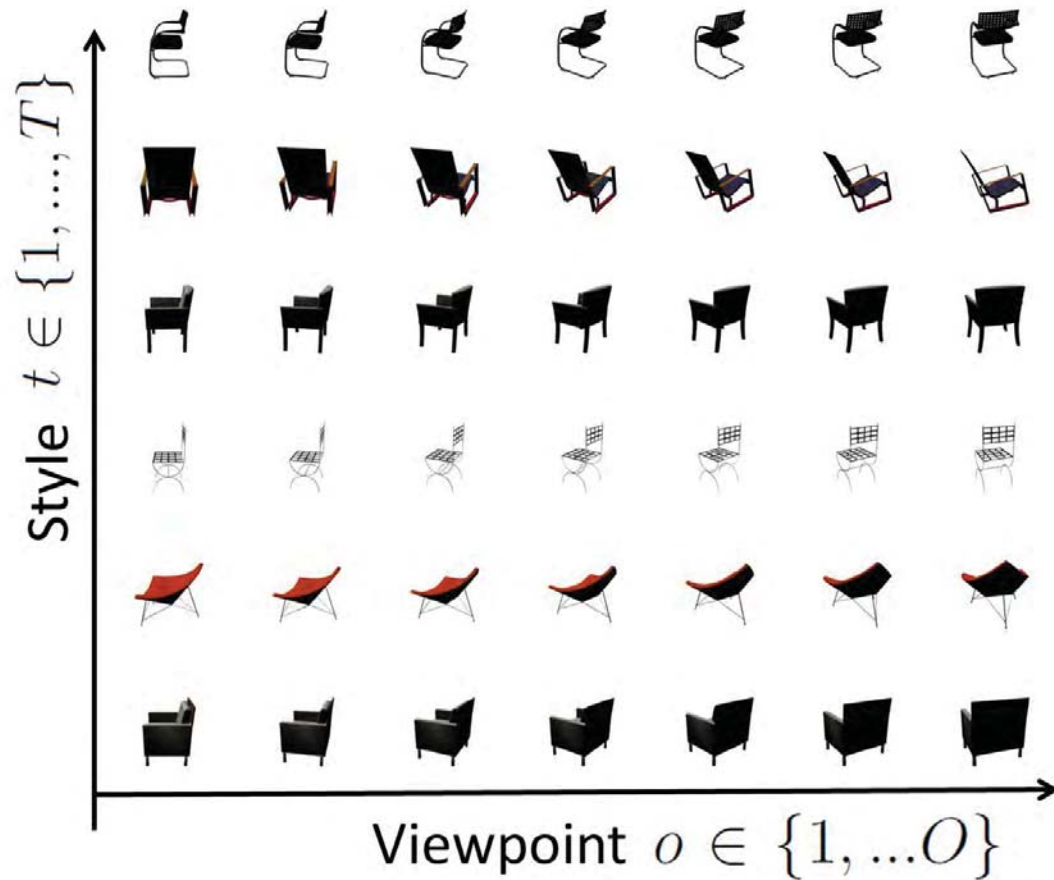 Style t ∈ {1, ..., T}
Viewpoint o ∈ {1, ...O}